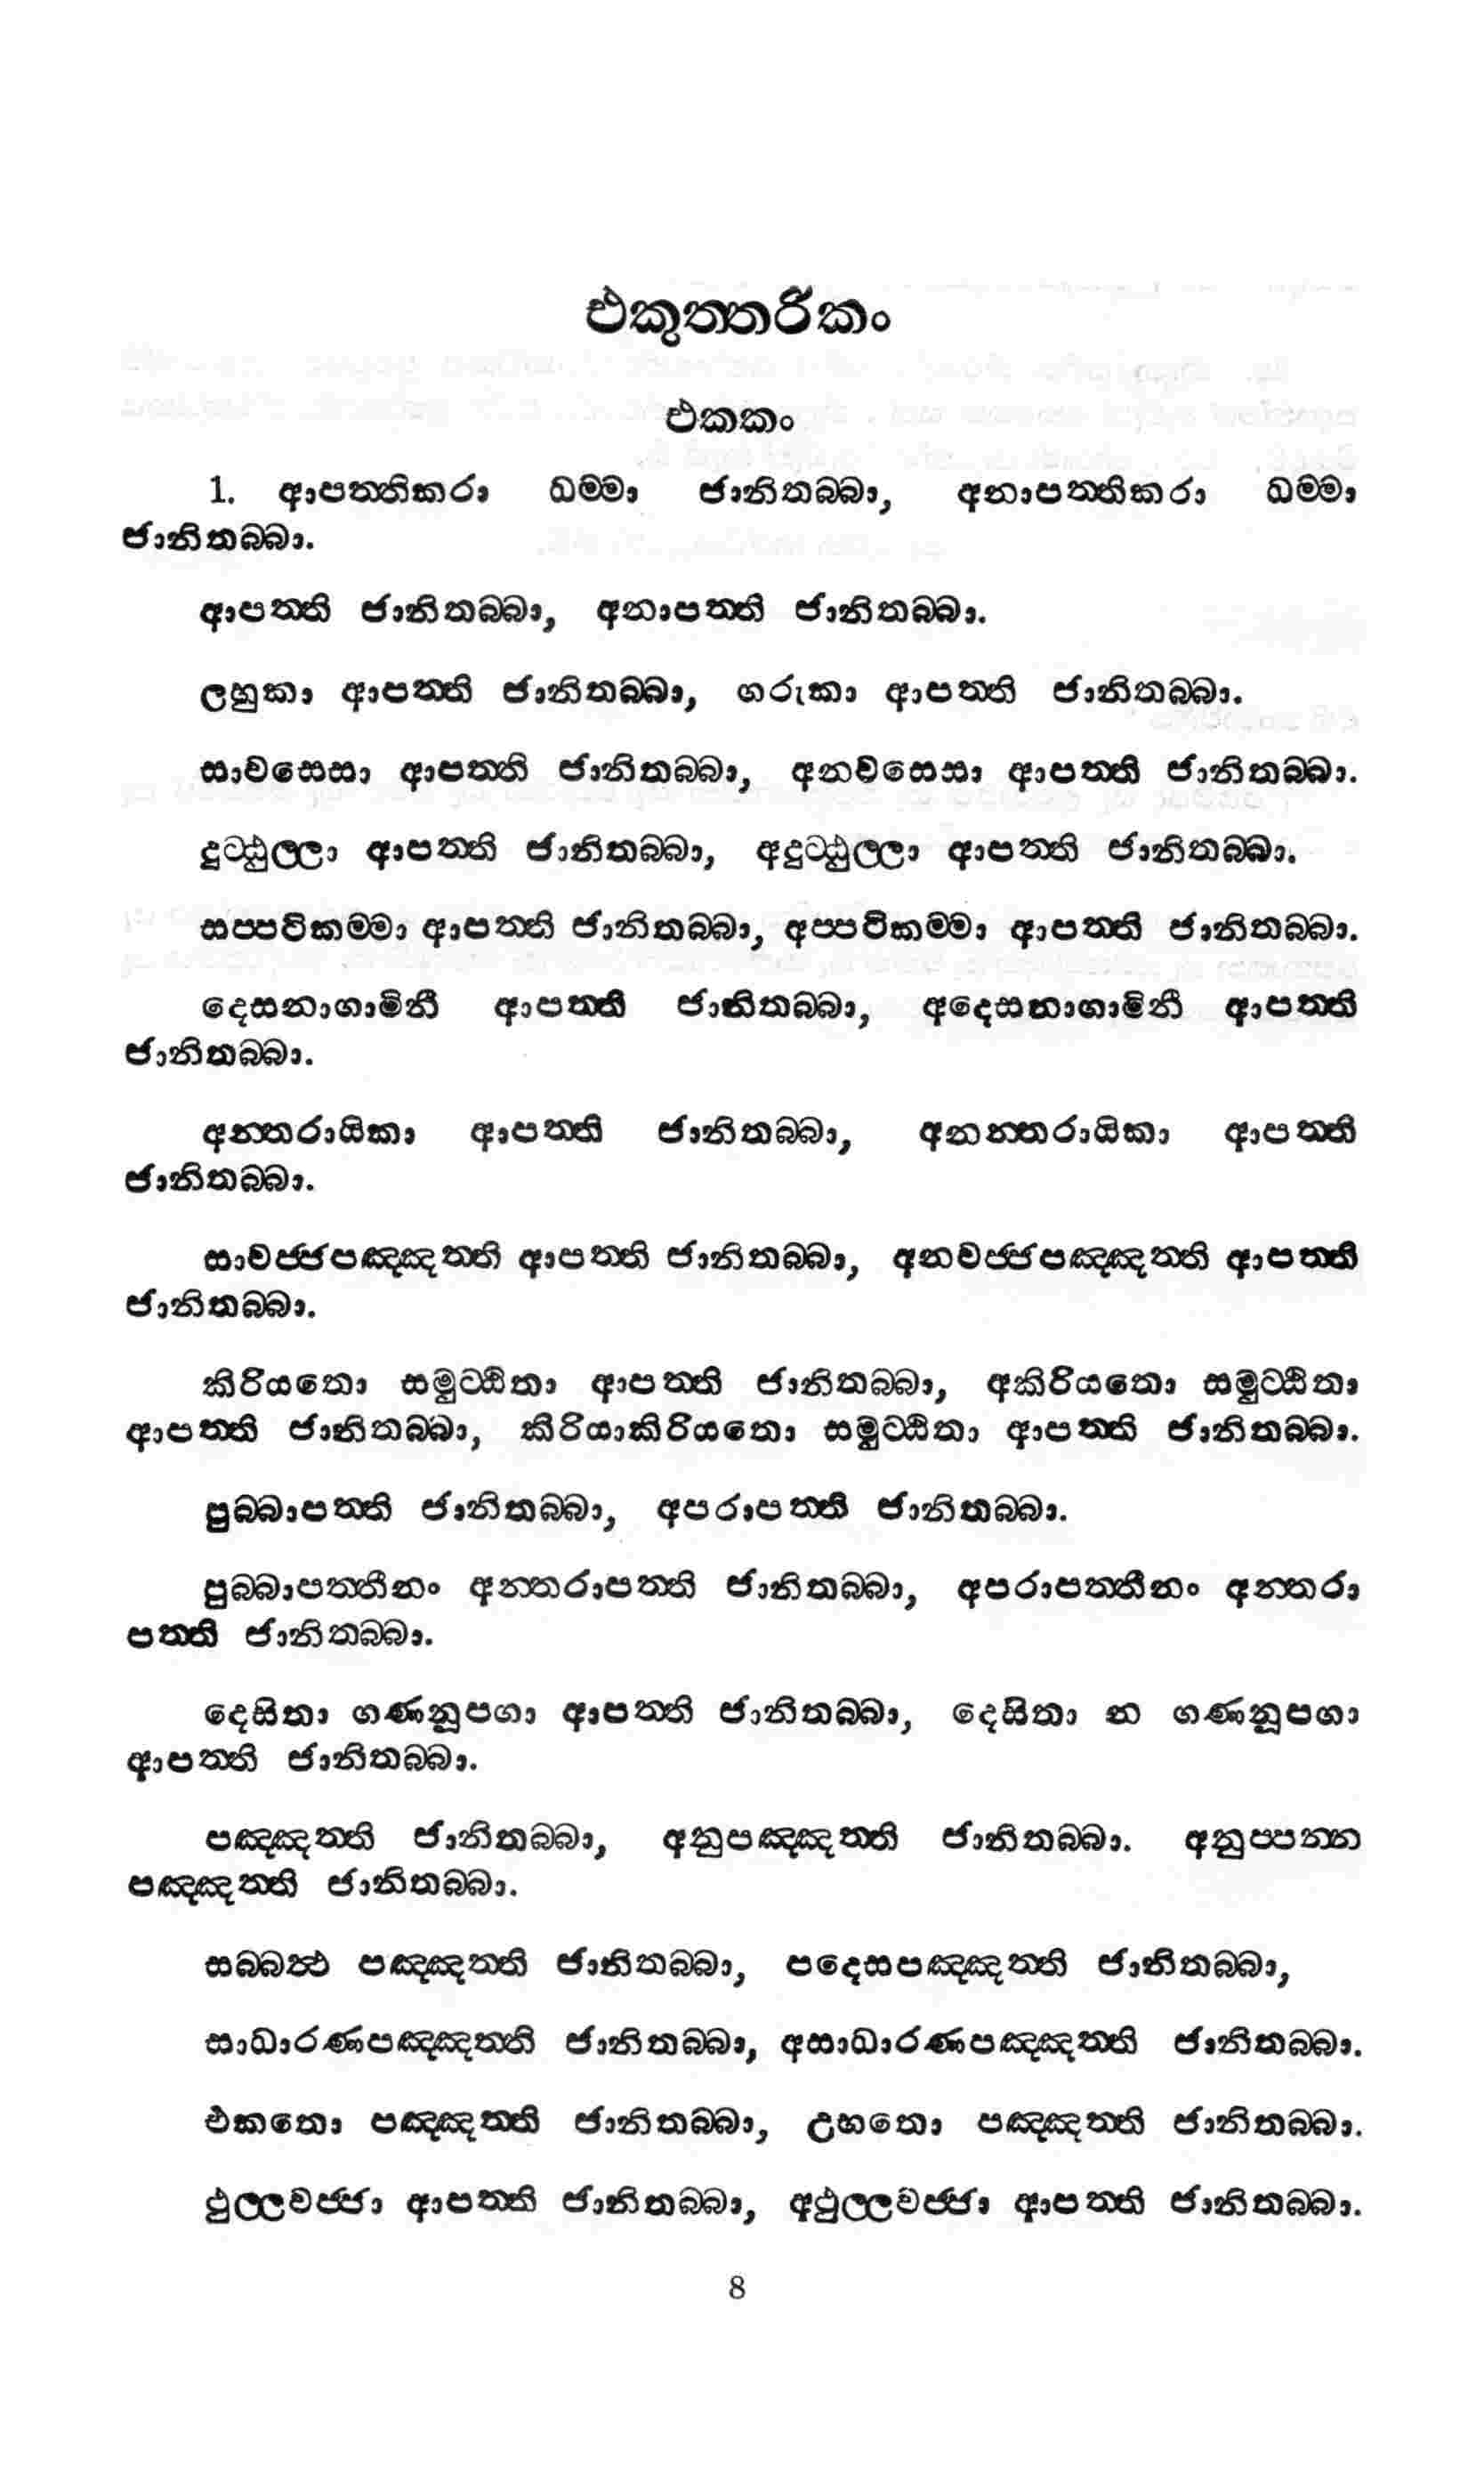 එකුත්තරිකං
එකකං
1. ආපත්තිකරා ධම්මා ජානිතබ්බා, අනාපත්තිකරා ධම්මා
ජානිතබ්බා.
ආපත්ති ජානිතබ්බා, අනාපත්ති ජානිතබ්බා.
ලහුකා ආපත්ති ජානිතබ්බා, ගරුකා ආපත්ති ජානිතබ්බා.
සාවසෙසා ආපත්ති ජානිතබ්බා, අනවසෙසා ආපත්ති ජානිතබ්බා.
දුට්ඨුල්ලා ආපත්ති ජානිතබ්බා, අදුට්ඨුල්ලා ආපත්ති ජානිතබ්බා.
සප්පටිකම්මා ආපත්ති ජානිතබ්බා, අප්පටිකම්මා ආපත්ති ජානිතබ්බා.
දෙසනාගාමිනී ආපත්ති ජානිතබ්බා, අදෙසනාගාමිනී ආපත්ති
ජානිතබ්බා.
අන්තරායිකා ආපත්ති ජානිතබ්බා, අනන්තරායිකා ආපත්ති
ජානිතබ්බා.
සාවජ්ජපඤ්ඤත්ති ආපත්ති ජානිතබ්බා, අනවජ්ජපඤ්ඤත්ති ආපත්ති
ජානිතබ්බා.
කිරියතො සමුට්ඨිතා ආපත්ති ජානිතබ්බා, අකිරියතො සමුට්ඨිතා
ආපත්ති ජානිතබ්බා, කිරියාකිරියතො සමුට්ඨිතා ආපත්ති ජානිතබ්බා.
පුබ්බාපත්ති ජානිතබ්බා, අපරාපත්ති ජානිතබ්බා.
පුබ්බාපත්තීනං අන්තරාපත්ති ජානිතබ්බා, අපරාපත්තීනං අන්තරා
පත්ති ජානිතබ්බා.
දෙසිතා ගණනූපගා ආපත්ති ජානිතබ්බා, දෙසිතා න ගණනූපගා
ආපත්ති ජානිතබ්බා.
පඤ්ඤත්ති ජානිතබ්බා, අනුපඤ්ඤත්ති ජානිතබ්බා. අනුප්පන්න
පඤ්ඤත්ති ජානිතබ්බා.
සබ්බත්ථ පඤ්ඤත්ති ජානිතබ්බා, පදෙසපඤ්ඤත්ති ජානිතබ්බා,
සාධාරණපඤ්ඤත්ති ජානිතබ්බා, අසාධාරණපඤ්ඤත්ති ජානිතබ්බා.
එකතො පඤ්ඤත්ති ජානිතබ්බා, උභතො පඤ්ඤත්ති ජානිතබ්බා.
ථුල්ලවජ්ජා ආපත්ති ජානිතබ්බා, අථුල්ලවජ්ජා ආපත්ති ජානිතබ්බා.
8